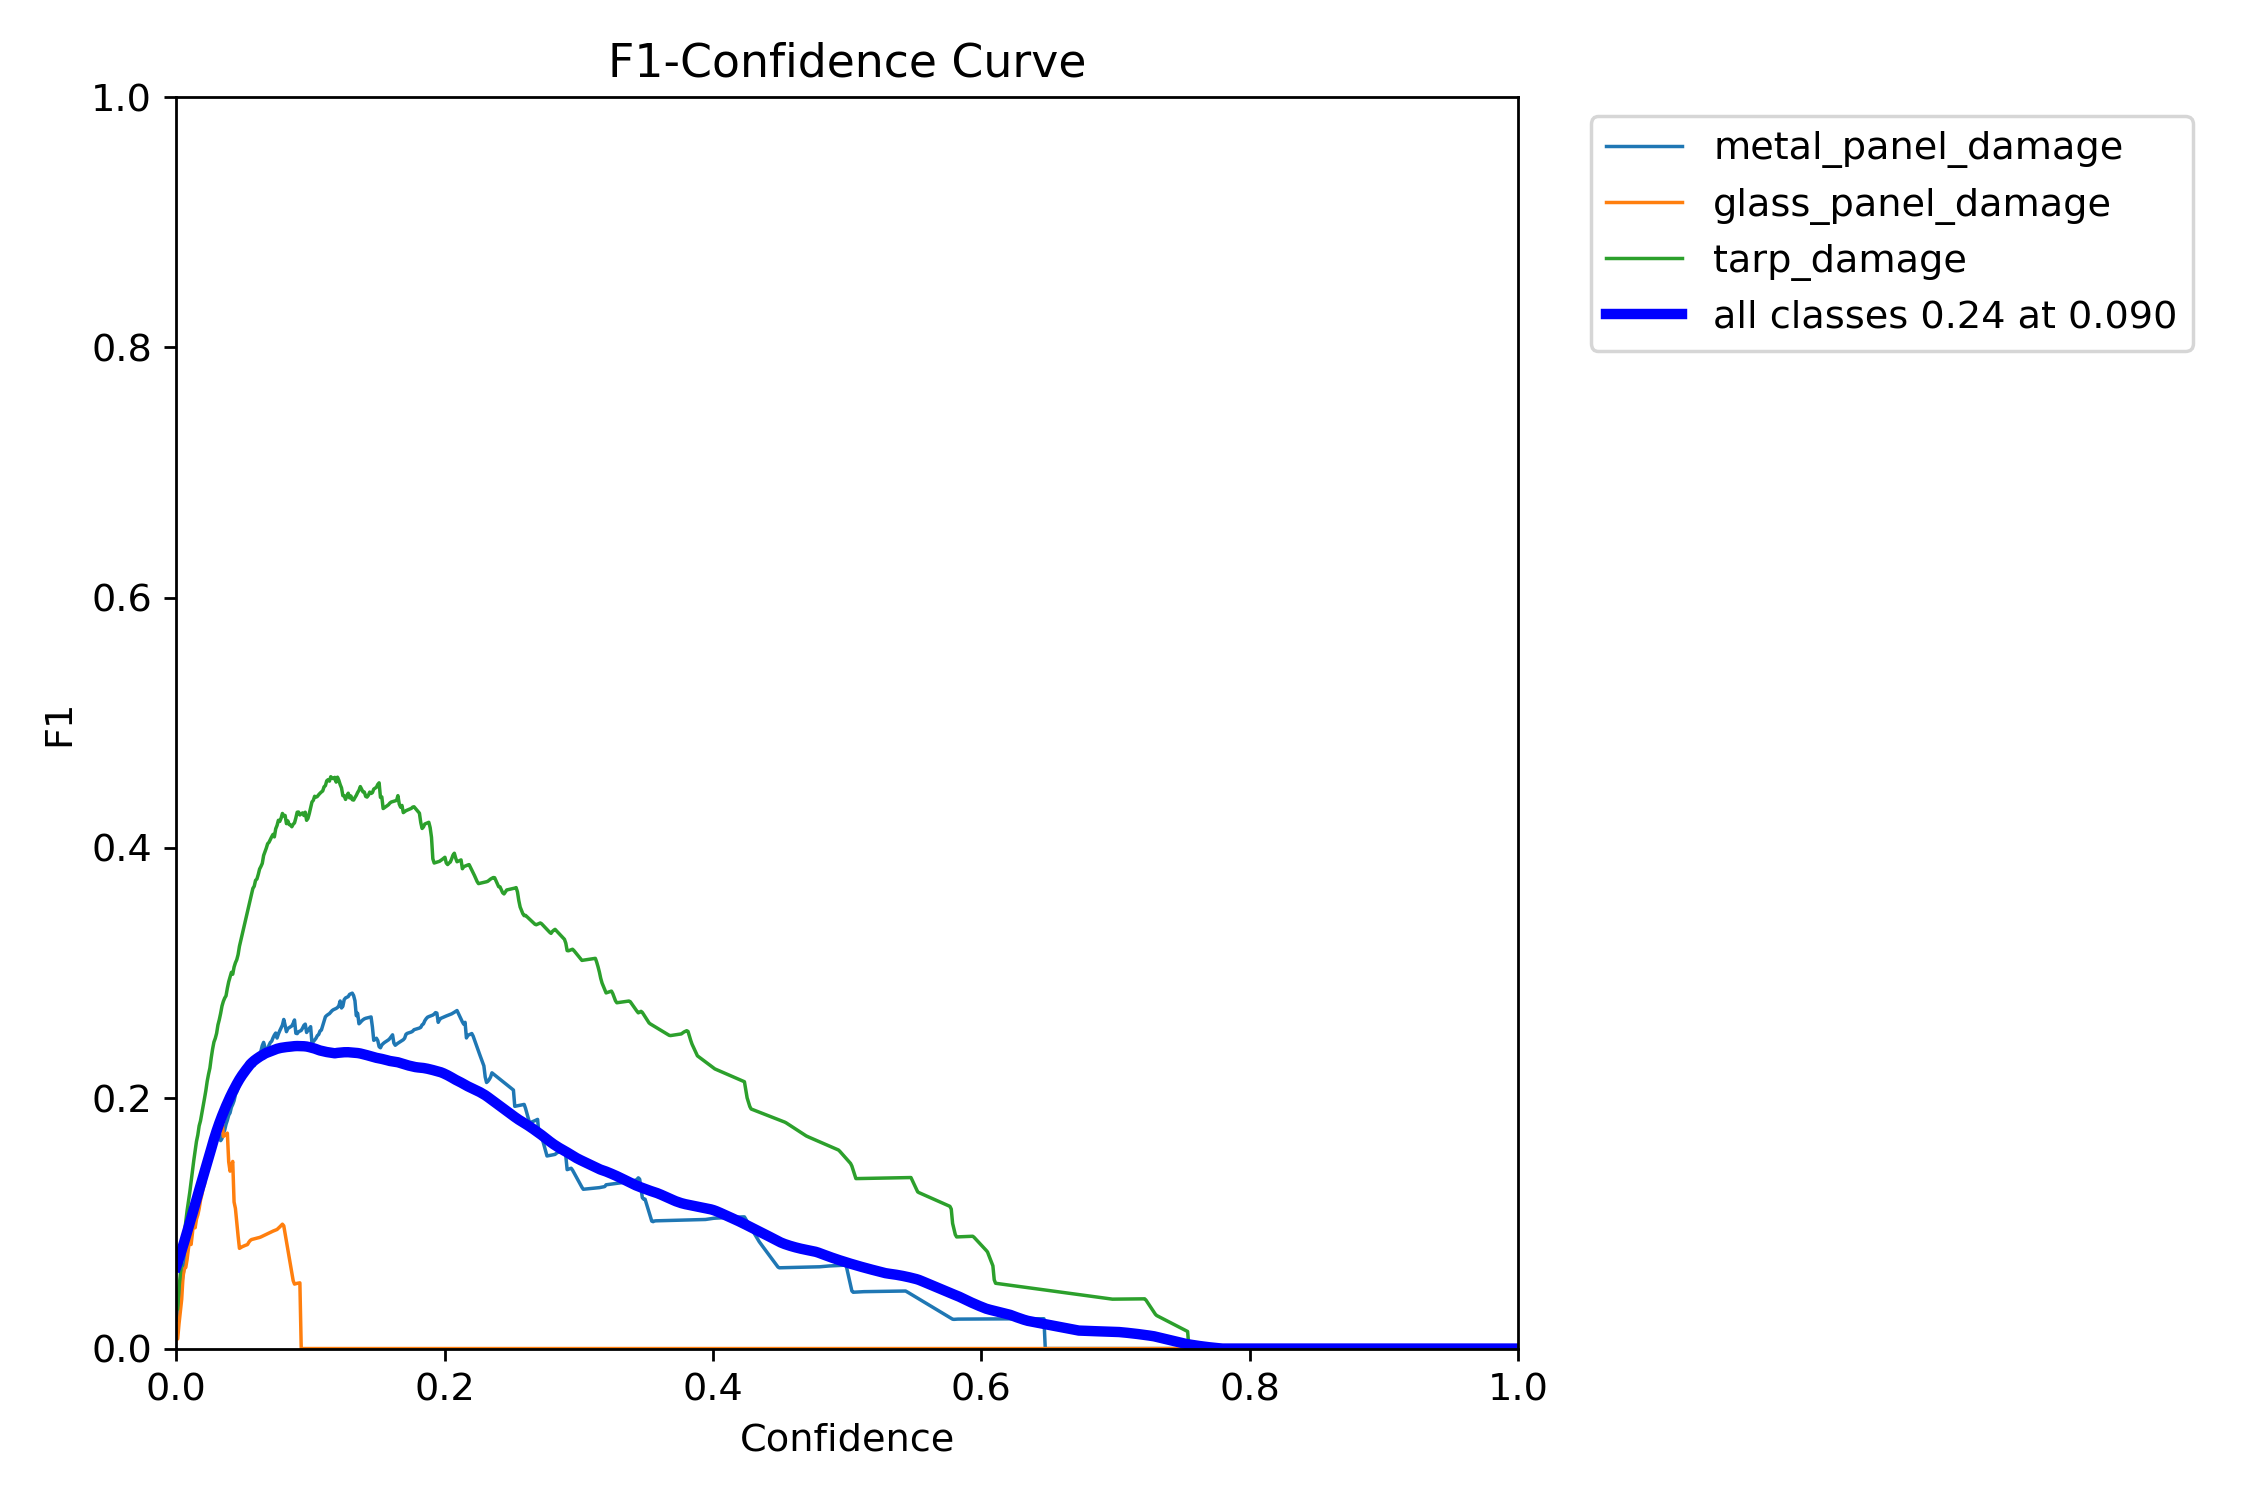 F1-Confidence Curve
1.0
0.8
0.6
0.4
0.2
0.0
F1
0.0 0.2 0.4 0.6 0.8 1.0
Confidence
metal_panel_damage
glass_panel_damage
tarp_damage
all classes 0.24 at 0.090